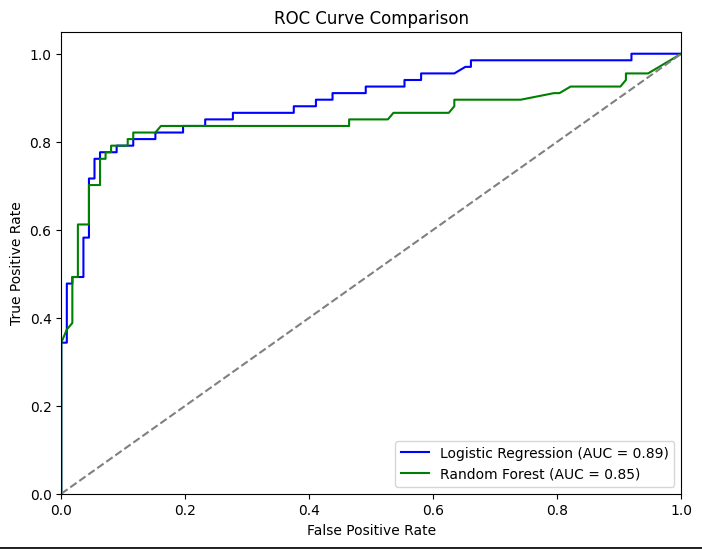 ROC Curve Comparison
True Positive Rate
1.0
0.8
0.6
0.4
0.2
0.0
Logistic Regression (AUC = 0.89)
Random Forest (AUC = 0.85)
0.0 0.2 0.4 0.6 0.8 1.0
False Positive Rate